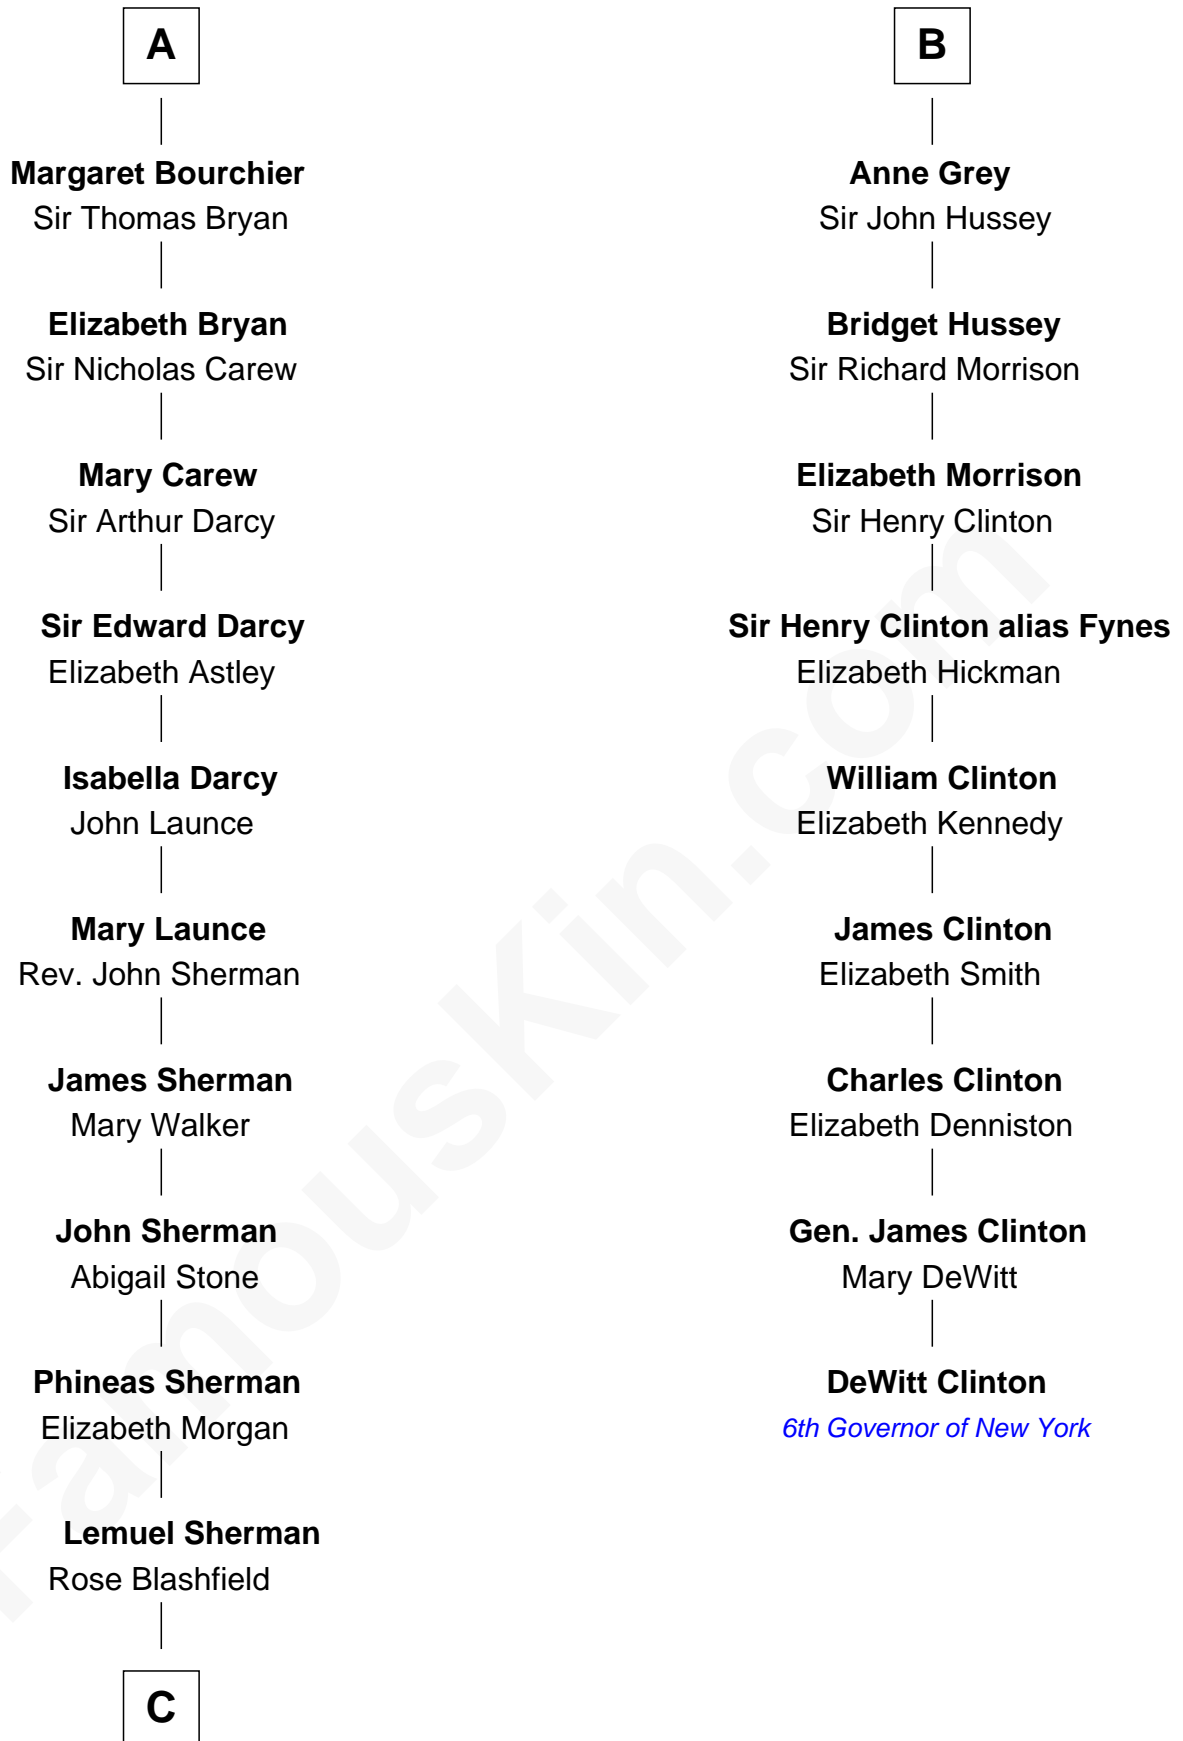 A
Margaret Bourchier
Sir Thomas Bryan
Elizabeth Bryan
Sir Nicholas Carew
Mary Carew
Sir Arthur Darcy
Sir Edward Darcy
Elizabeth Astley
Isabella Darcy
John Launce
Mary Launce
Rev. John Sherman
James Sherman
Mary Walker
John Sherman
Abigail Stone
Phineas Sherman
Elizabeth Morgan
Lemuel Sherman
Rose Blashfield
C
B
Anne Grey
Sir John Hussey
Bridget Hussey
Sir Richard Morrison
Elizabeth Morrison
Sir Henry Clinton
Sir Henry Clinton alias Fynes
Elizabeth Hickman
William Clinton
Elizabeth Kennedy
James Clinton
Elizabeth Smith
Charles Clinton
Elizabeth Denniston
Gen. James Clinton
Mary DeWitt
DeWitt Clinton
6th Governor of New York
FamousKin.com